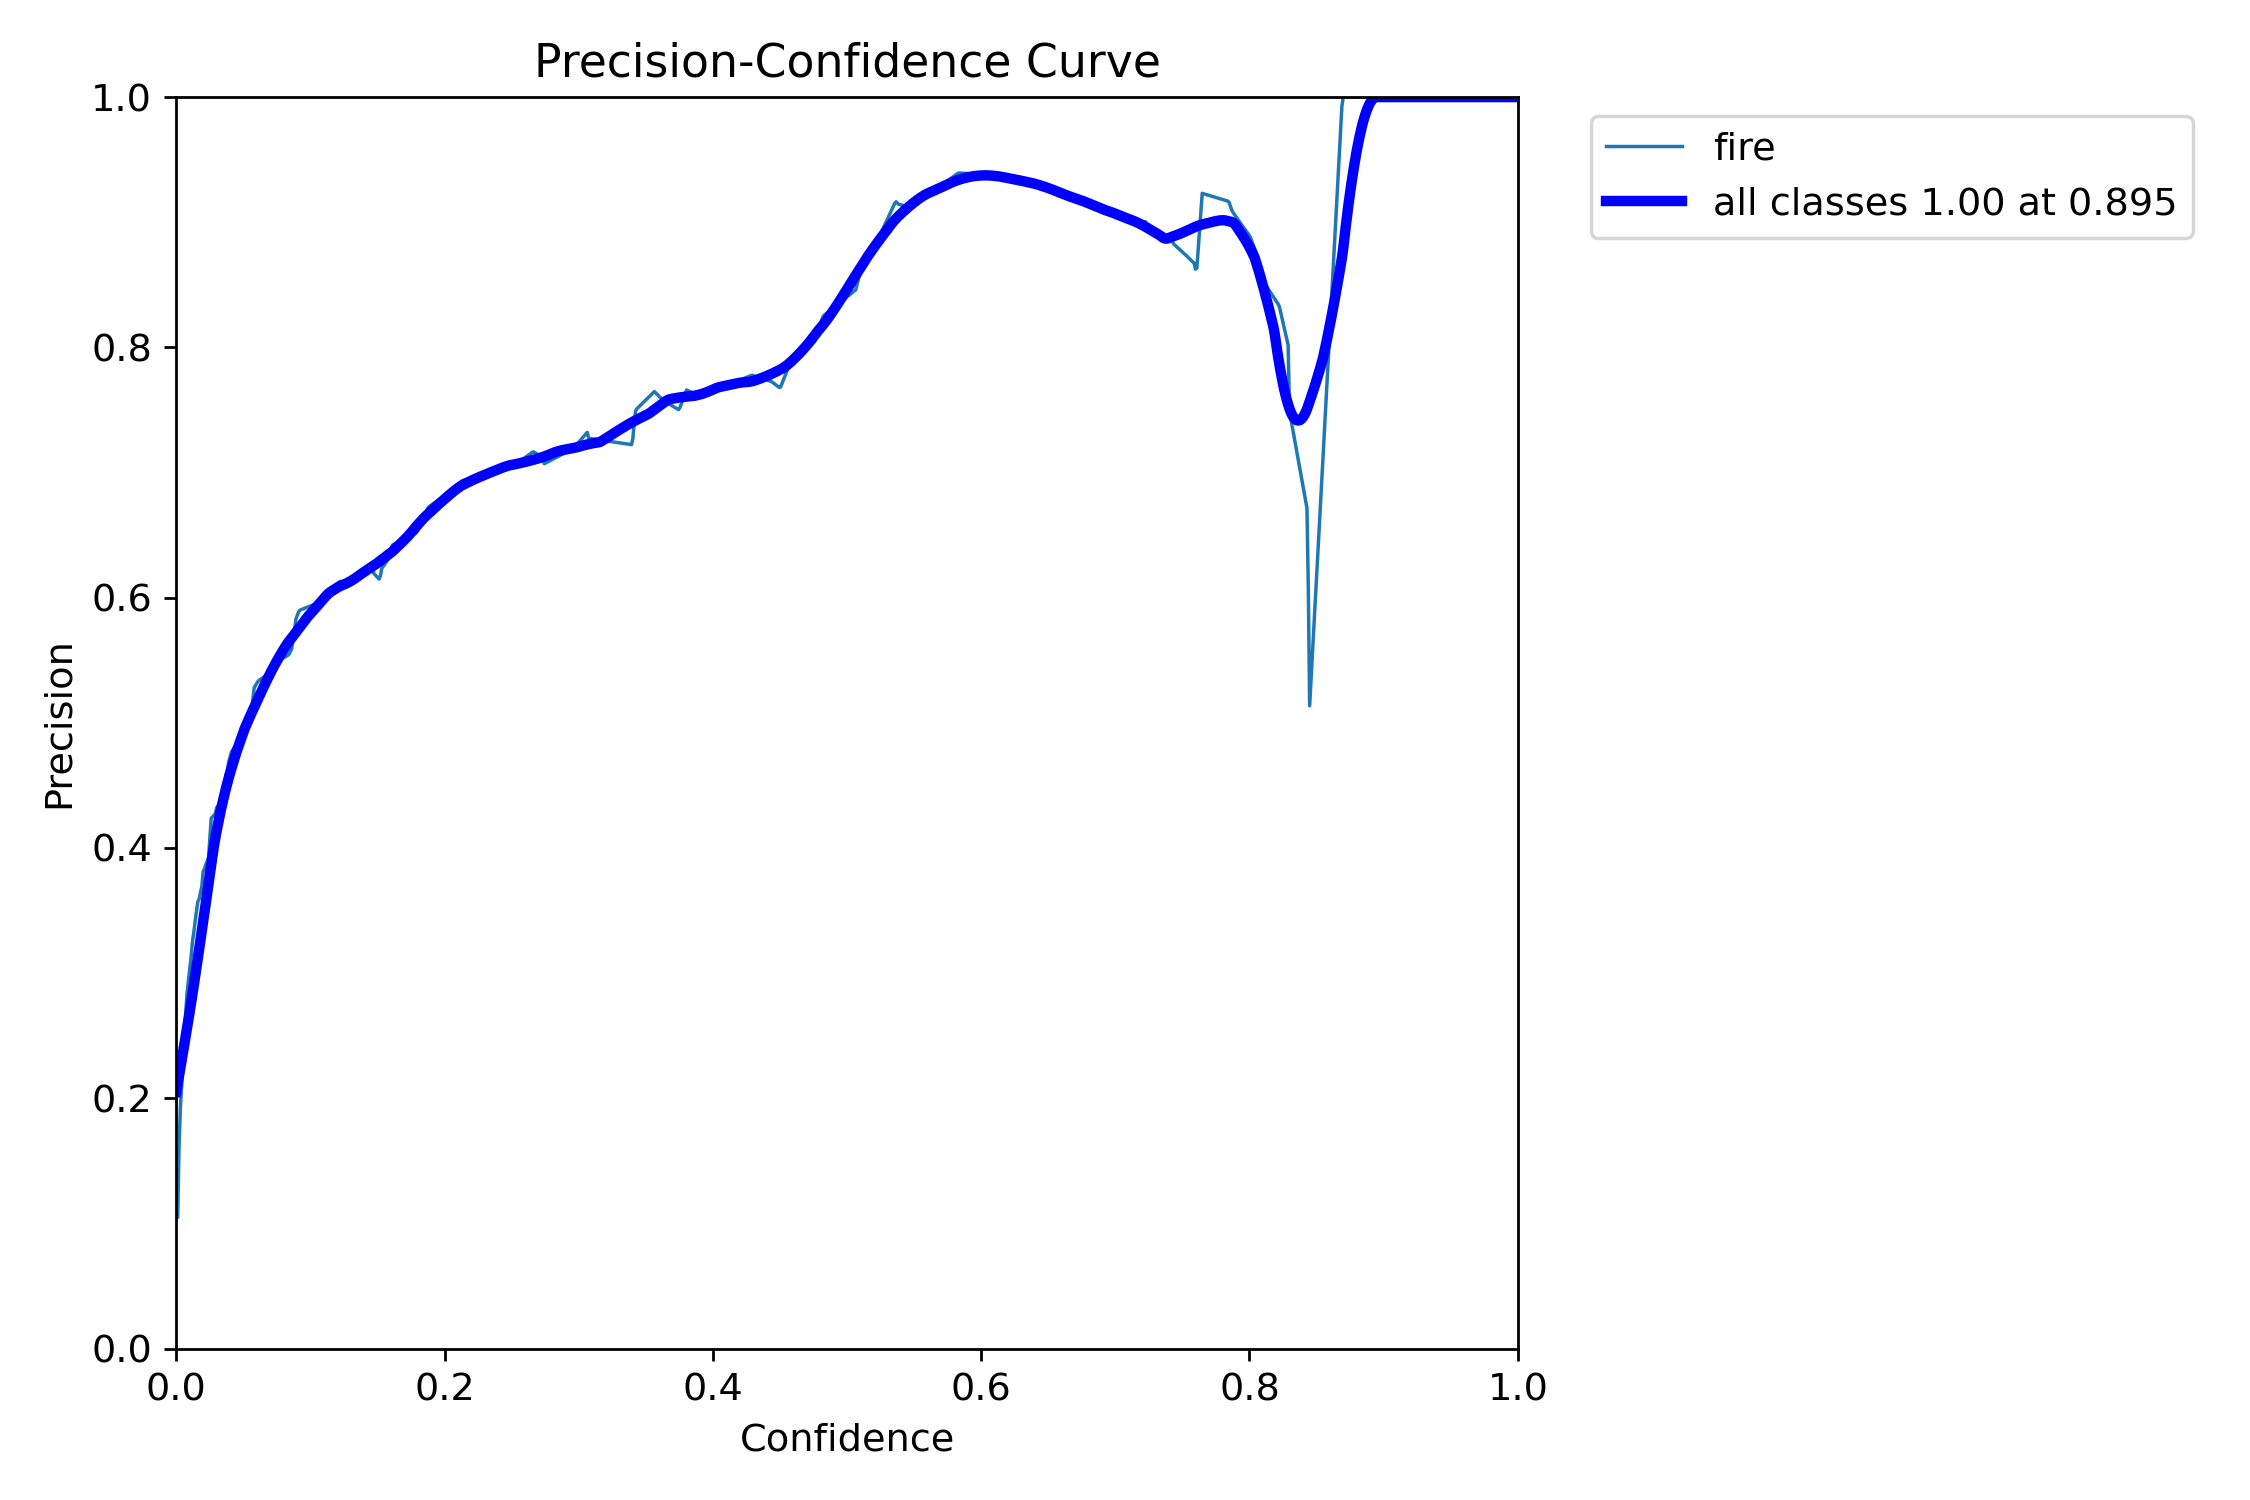 Precision-Confidence Curve
1.0
0.8
0.6
0.4
0.2
0.0
Precision
0.0 0.2 0.4 0.6 0.8 1.0
Confidence
fire
all classes 1.00 at 0.895